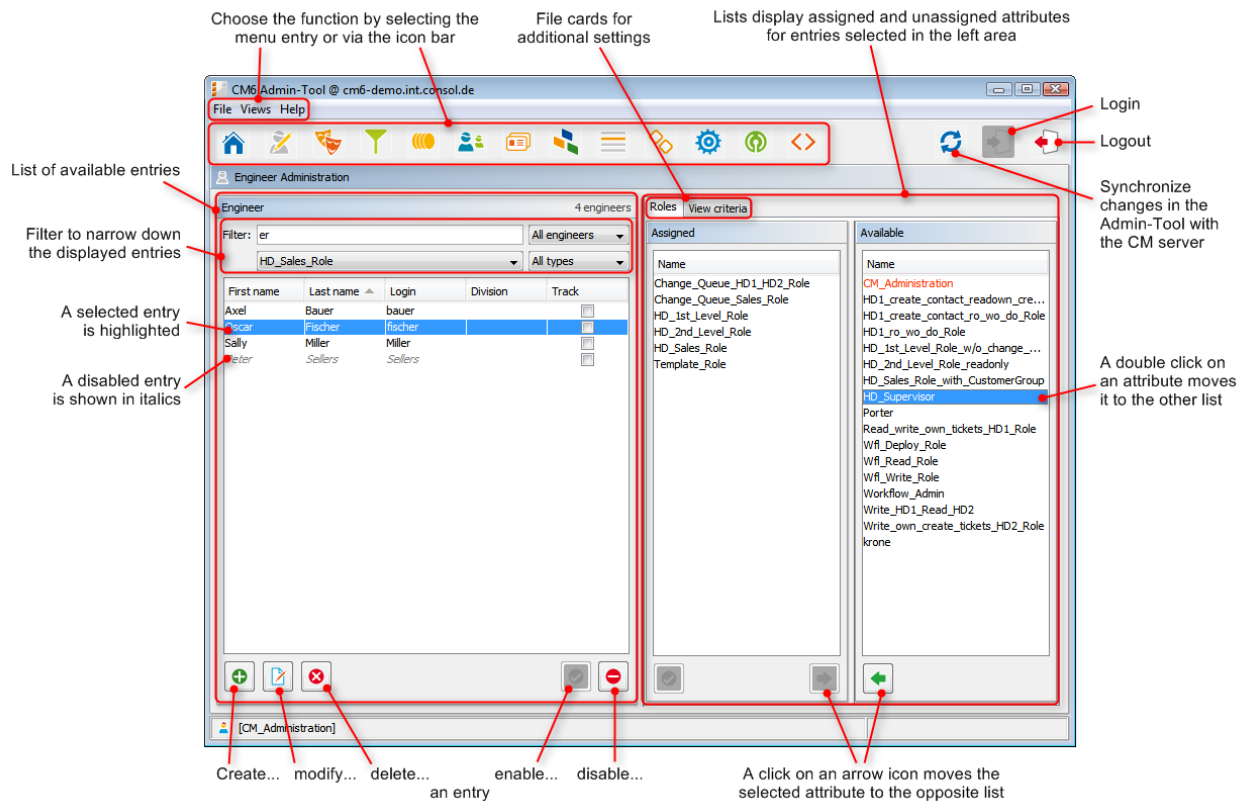 Choose the function by selecting the
menu entry or via the icon bar
File cards for
additional settings
Lists display assigned and unassigned attributes
for entries selected in the left area
CM6 Admin-Tool @ cm6-demo.int.consol.de
File Views Help
Login
Logout
Synchronize
changes in the
Admin-Tool with
the CM server
List of available entries
Filter to narrow down
the displayed entries
A selected entry
is highlighted
A disabled entry
is shown in italics
Engineer Administration
Engineer 4 engineers
Filter: er All engineers
HD_Sales_Role All types
First name Last name Login Division Track
Axel Bauer bauer
Oscar Fischer fischer
Sally Miller Miller
Peter Sellers Sellers
Roles View criteria
Assigned
Name
Change_Queue_HD1_HD2_Role
Change_Queue_Sales_Role
HD_1st_Level_Role
HD_2nd_Level_Role
HD_Sales_Role
Template_Role
Available
Name
CM_Administration
HD1_create_contact_readown_cre...
HD1_create_contact_ro_wo_do_Role
HD1_ro_wo_do_Role
HD_1st_Level_Role_w/o_change_...
HD_2nd_Level_Role_readonly
HD_Sales_Role_with_CustomerGroup
HD_Supervisor
Porter
Read_write_own_tickets_HD1_Role
Wfl_Deploy_Role
Wfl_Read_Role
Wfl_Write_Role
Workflow_Admin
Write_HD1_Read_HD2
Write_own_create_tickets_HD2_Role
krone
A double click on
an attribute moves
it to the other list
[CM_Administration]
Create... modify... delete... enable... disable...
an entry
A click on an arrow icon moves the
selected attribute to the opposite list